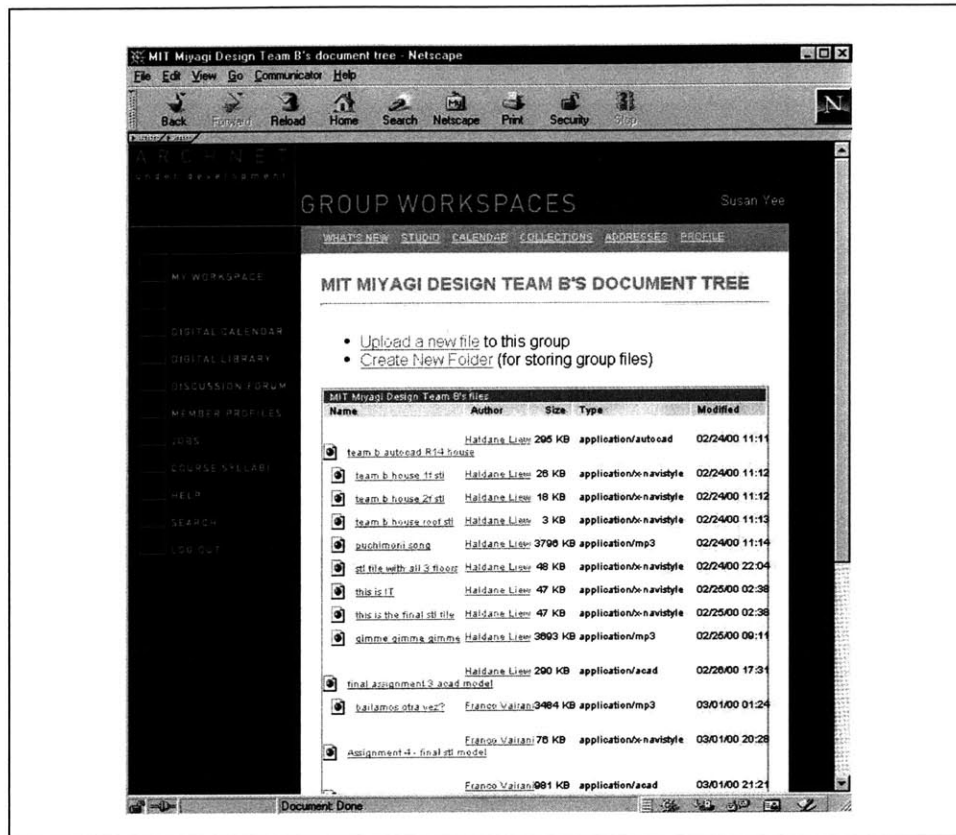 MIT Miyagi Design Team B's document tree - Netscape
File Edit View Go Communicator Help
Back Forward Reload Home Search Netscape Print Security Stop
N
ARCHNET
under development
GROUP WORKSPACES
Susan Yee
WHAT'S NEW STUDIO CALENDAR COLLECTIONS ADDRESSES PROFILE
MY WORKSPACE
DIGITAL CALENDAR
DIGITAL LIBRARY
DISCUSSION FORUM
MEMBER PROFILES
JOBS
COURSE SYLLABI
HELP
SEARCH
LOG OUT
MIT MIYAGI DESIGN TEAM B'S DOCUMENT TREE
• Upload a new file to this group
• Create New Folder (for storing group files)
MIT Miyagi Design Team B's files
Name Author Size Type Modified
team b autocad R14 house Haldane Liew 295 KB application/autocad 02/24/00 11:11
team b house 1f stl Haldane Liew 26 KB application/x-navistyle 02/24/00 11:12
team b house 2f stl Haldane Liew 18 KB application/x-navistyle 02/24/00 11:12
team b house roof stl Haldane Liew 3 KB application/x-navistyle 02/24/00 11:13
puchimoni song Haldane Liew 3796 KB application/mp3 02/24/00 11:14
stl file with all 3 floors Haldane Liew 48 KB application/x-navistyle 02/24/00 22:04
this is IT Haldane Liew 47 KB application/x-navistyle 02/25/00 02:38
this is the final stl file Haldane Liew 47 KB application/x-navistyle 02/25/00 02:38
gimme gimme gimme Haldane Liew 3693 KB application/mp3 02/25/00 09:11
final assignment 3 acad model Haldane Liew 290 KB application/acad 02/26/00 17:31
bailamos otra vez? Franco Vairani 3484 KB application/mp3 03/01/00 01:24
Assignment 4 - final stl model Franco Vairani 76 KB application/x-navistyle 03/01/00 20:28
Franco Vairani 981 KB application/acad 03/01/00 21:21
Document: Done